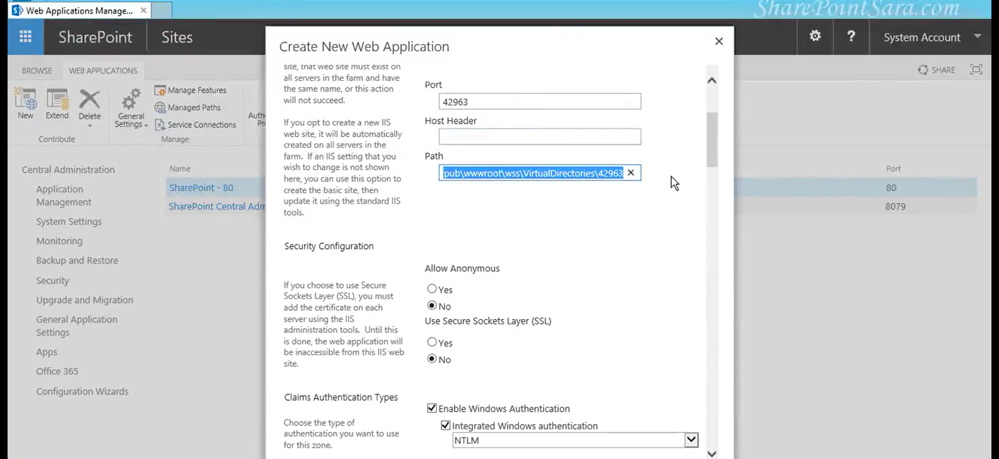 SharePointSara.com
Web Applications Manage...
SharePoint
Sites
?
System Account
BROWSE
WEB APPLICATIONS
SHARE
New
Extend
Delete
General
Settings
Manage Features
Managed Paths
Service Connections
Auth
Pr
Contribute
Manage
Central Administration
Application
Management
System Settings
Monitoring
Backup and Restore
Security
Upgrade and Migration
General Application
Settings
Apps
Office 365
Configuration Wizards
Name
Port
SharePoint - 80
80
SharePoint Central Adm
8079
Create New Web Application
site, that web site must exist on
all servers in the farm and have
the same name, or this action
will not succeed.
If you opt to create a new IIS
web site, it will be automatically
created on all servers in the
farm. If an IIS setting that you
wish to change is not shown
here, you can use this option to
create the basic site, then
update it using the standard IIS
tools.
Port
42963
Host Header
Path
pub\wwwroot\wss\VirtualDirectories\42963
Security Configuration
If you choose to use Secure
Sockets Layer (SSL), you must
add the certificate on each
server using the IIS
administration tools. Until this
is done, the web application will
be inaccessible from this IIS web
site.
Allow Anonymous
Yes
No
Use Secure Sockets Layer (SSL)
Yes
No
Claims Authentication Types
Choose the type of
authentication you want to use
for this zone.
Enable Windows Authentication
Integrated Windows authentication
NTLM